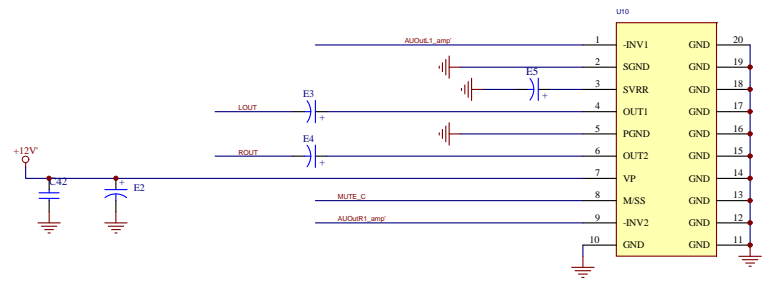 U10
AUOutL1_amp' 1 -INV1 GND 20
2 SGND GND 19
E5 + 3 SVRR GND 18
LOUT E3 + 4 OUT1 GND 17
5 PGND GND 16
ROUT E4 + 6 OUT2 GND 15
+12V' 7 VP GND 14
C42 + E2
MUTE_C 8 M/SS GND 13
AUOutR1_amp' 9 -INV2 GND 12
10 GND GND 11